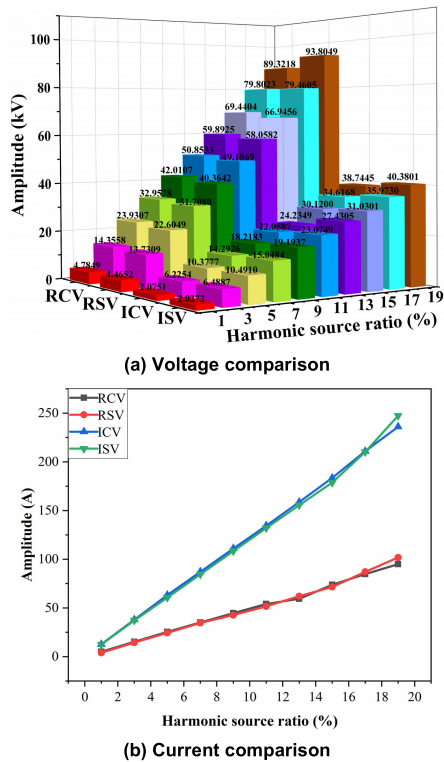 100
80
60
40
20
0
Amplitude (kV)
89.3218 93.8049
79.8023 79.4605
69.4404 66.9456
59.8925 58.0582
50.8533 49.1869
42.0107 40.3642
32.9578 31.7080
23.9307 22.6049
14.3558 13.7309
4.7849 4.4652
38.7445 40.3801
34.6168 35.9730
30.1200 31.0301
24.2349 27.4305
22.0887 23.0749
18.2183 19.1937
14.2926 15.0484
10.3777 10.4910
6.2254 6.4887
2.0751 2.0272
RCV RSV ICV ISV
1 3 5 7 9 11 13 15 17 19
Harmonic source ratio (%)
(a) Voltage comparison
RCV
RSV
ICV
ISV
250
200
150
100
50
0
Amplitude (A)
0 2 4 6 8 10 12 14 16 18 20
Harmonic source ratio (%)
(b) Current comparison